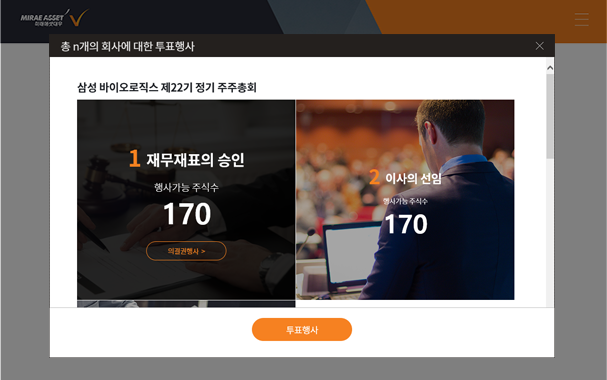 MIRAE ASSET
미래에셋대우
총 n개의 회사에 대한 투표행사
삼성 바이오로직스 제22기 정기 주주총회
1 재무재표의 승인
행사가능 주식수
170
의결권행사 >
2 이사의 선임
행사가능 주식수
170
투표행사